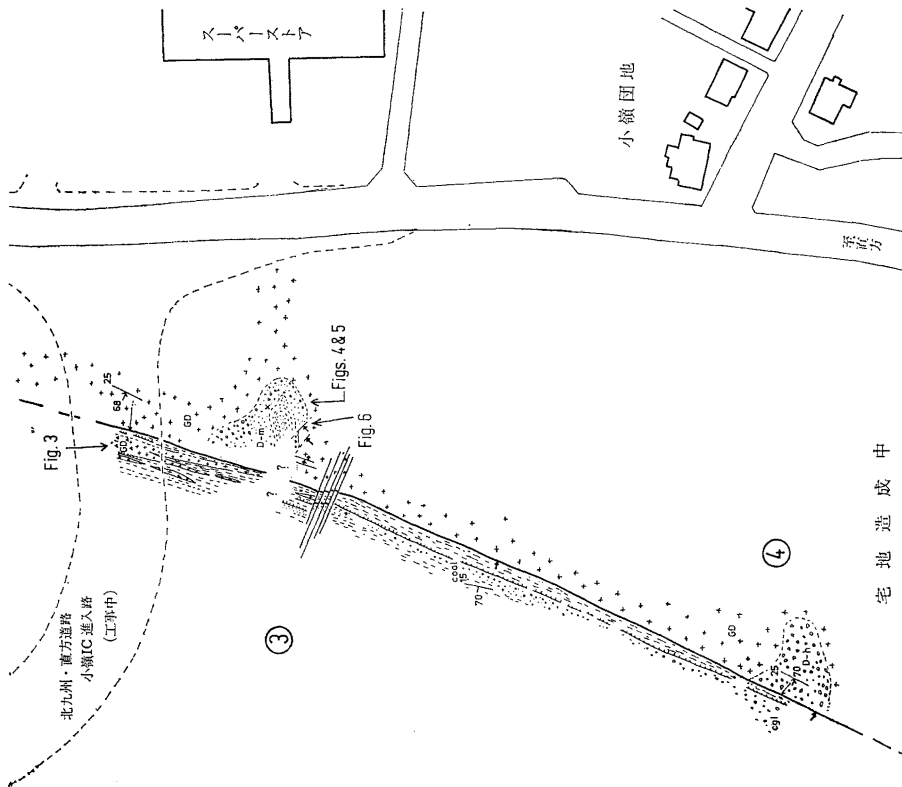 スーパーストア
小嶺団地
至直方
北九州・直方道路
小嶺IC進入路
(工事中)
Fig. 3
25
68
GD
GD
D-m
Figs. 4 & 5
Fig. 6
?
?
coal
15
70
③
④
GD
25
70
D-h
cgl
宅地造成中